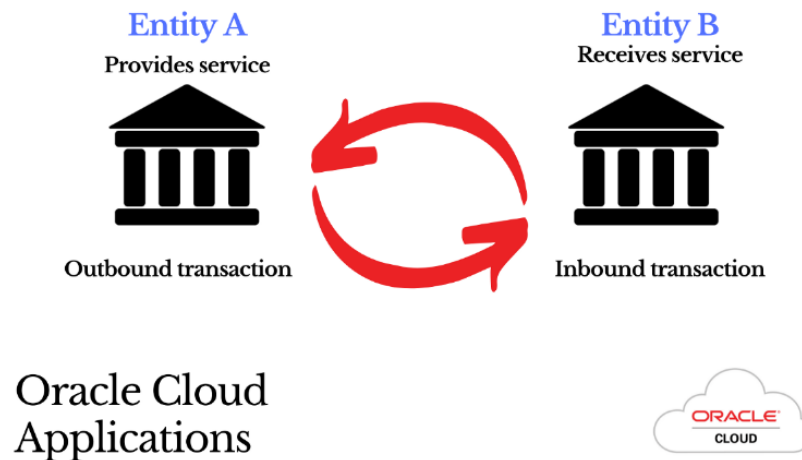 Entity A
Provides service
Outbound transaction
Entity B
Receives service
Inbound transaction
Oracle Cloud
Applications
ORACLE
CLOUD